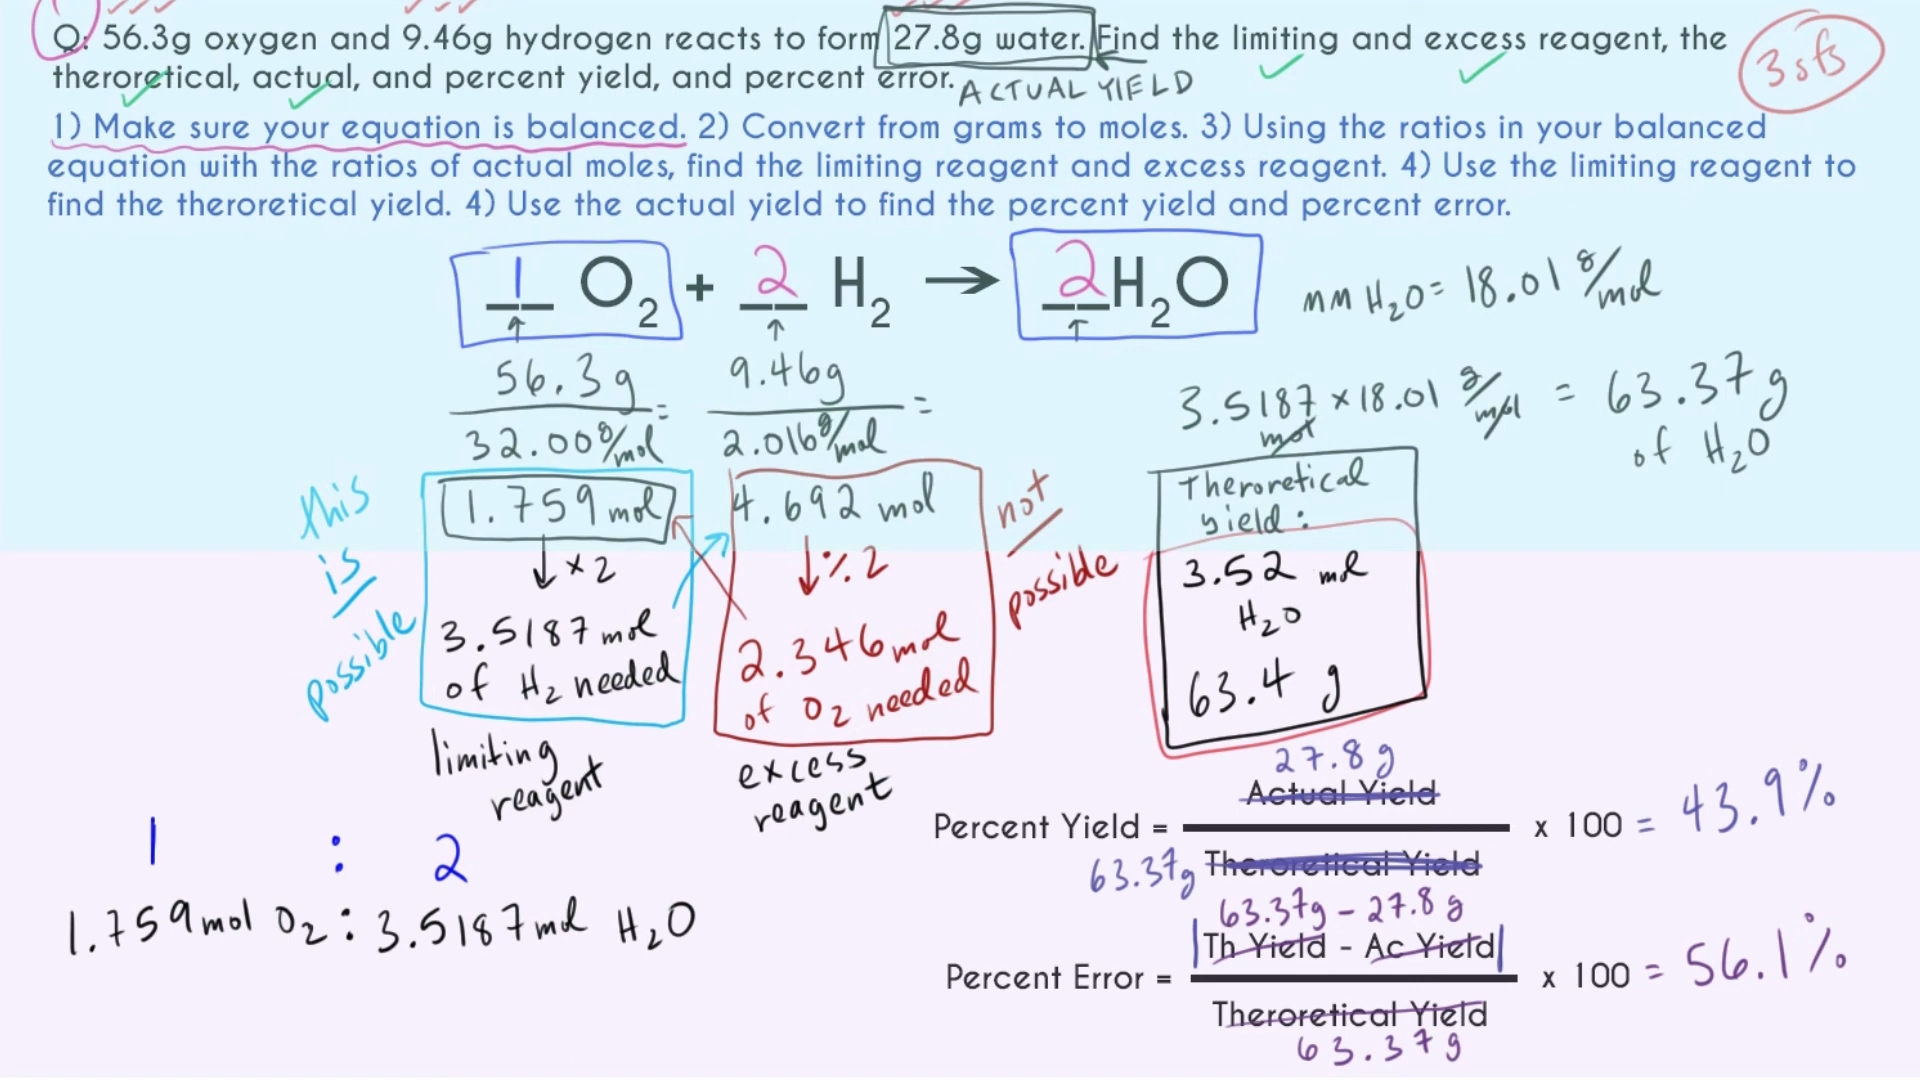 Q: 56.3g oxygen and 9.46g hydrogen reacts to form 27.8g water. Find the limiting and excess reagent, the
theroretical, actual, and percent yield, and percent error.
ACTUAL YIELD
3 sfs
1) Make sure your equation is balanced. 2) Convert from grams to moles. 3) Using the ratios in your balanced
equation with the ratios of actual moles, find the limiting reagent and excess reagent. 4) Use the limiting reagent to
find the theroretical yield. 4) Use the actual yield to find the percent yield and percent error.
1 O2 + 2 H2 → 2H2O
mm H2O = 18.01 g/mol
56.3g
32.00g/mol =
9.46g
2.016g/mol =
3.5187 mol x 18.01 g/mol = 63.37g
of H2O
this
is
possible
1.759 mol
↓ x 2
3.5187 mol
of H2 needed
limiting
reagent
4.692 mol
↓ % 2
2.346 mol
of O2 needed
excess
reagent
not
possible
Theroretical
yield:
3.52 mol
H2O
63.4 g
1 : 2
1.759 mol O2 : 3.5187 mol H2O
27.8 g
Actual Yield
Percent Yield = x 100 = 43.9%
63.37g Theroretical Yield
63.37g - 27.8 g
|Th Yield - Ac Yield|
Percent Error = x 100 = 56.1%
Theroretical Yield
63.37g